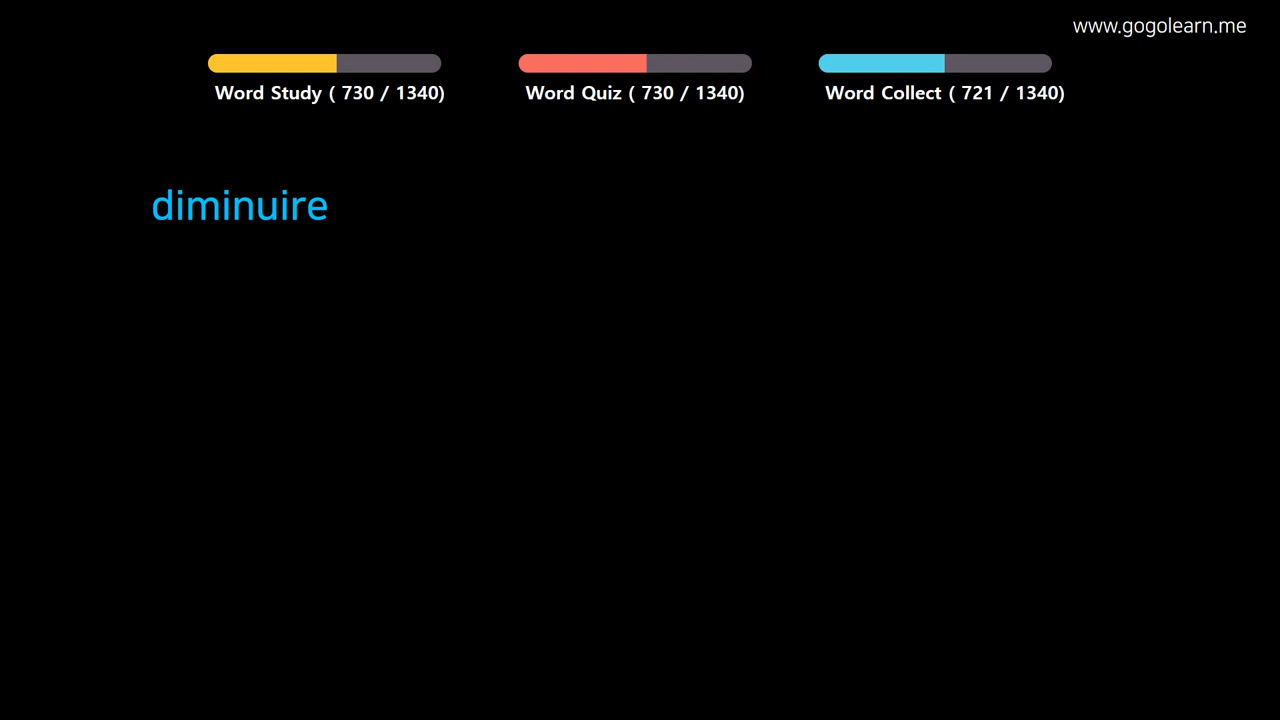 www.gogolearn.me
Word Study ( 730 / 1340)
Word Quiz ( 730 / 1340)
Word Collect ( 721 / 1340)
diminuire